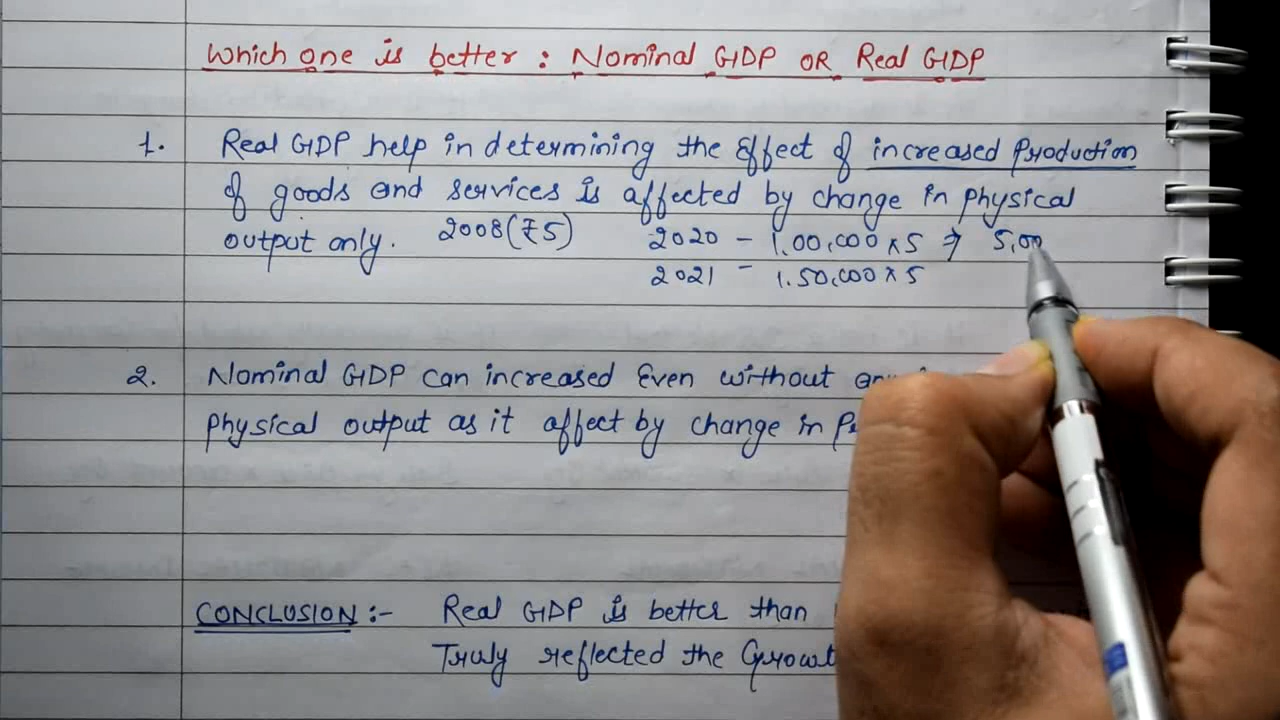 Which one is better : Nominal GDP OR Real GDP
1. Real GDP help in determining the Effect of increased Production
of goods and services is affected by change in Physical
output only. 2008(₹5) 2020 - 1,00,000 x 5 ⇒ 5,00
2021 - 1,50,000 x 5
2. Nominal GDP can increased Even without
physical output as it affect by change in
CONCLUSION :- Real GDP is better than
Truly reflected the